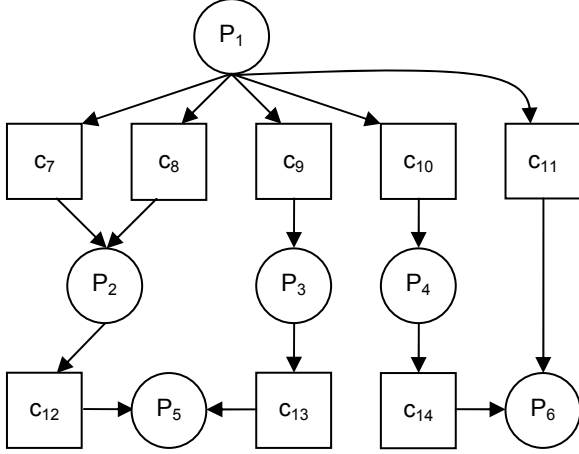 P₁
c₇ c₈ c₉ c₁₀ c₁₁
P₂ P₃ P₄
c₁₂ P₅ c₁₃ c₁₄ P₆